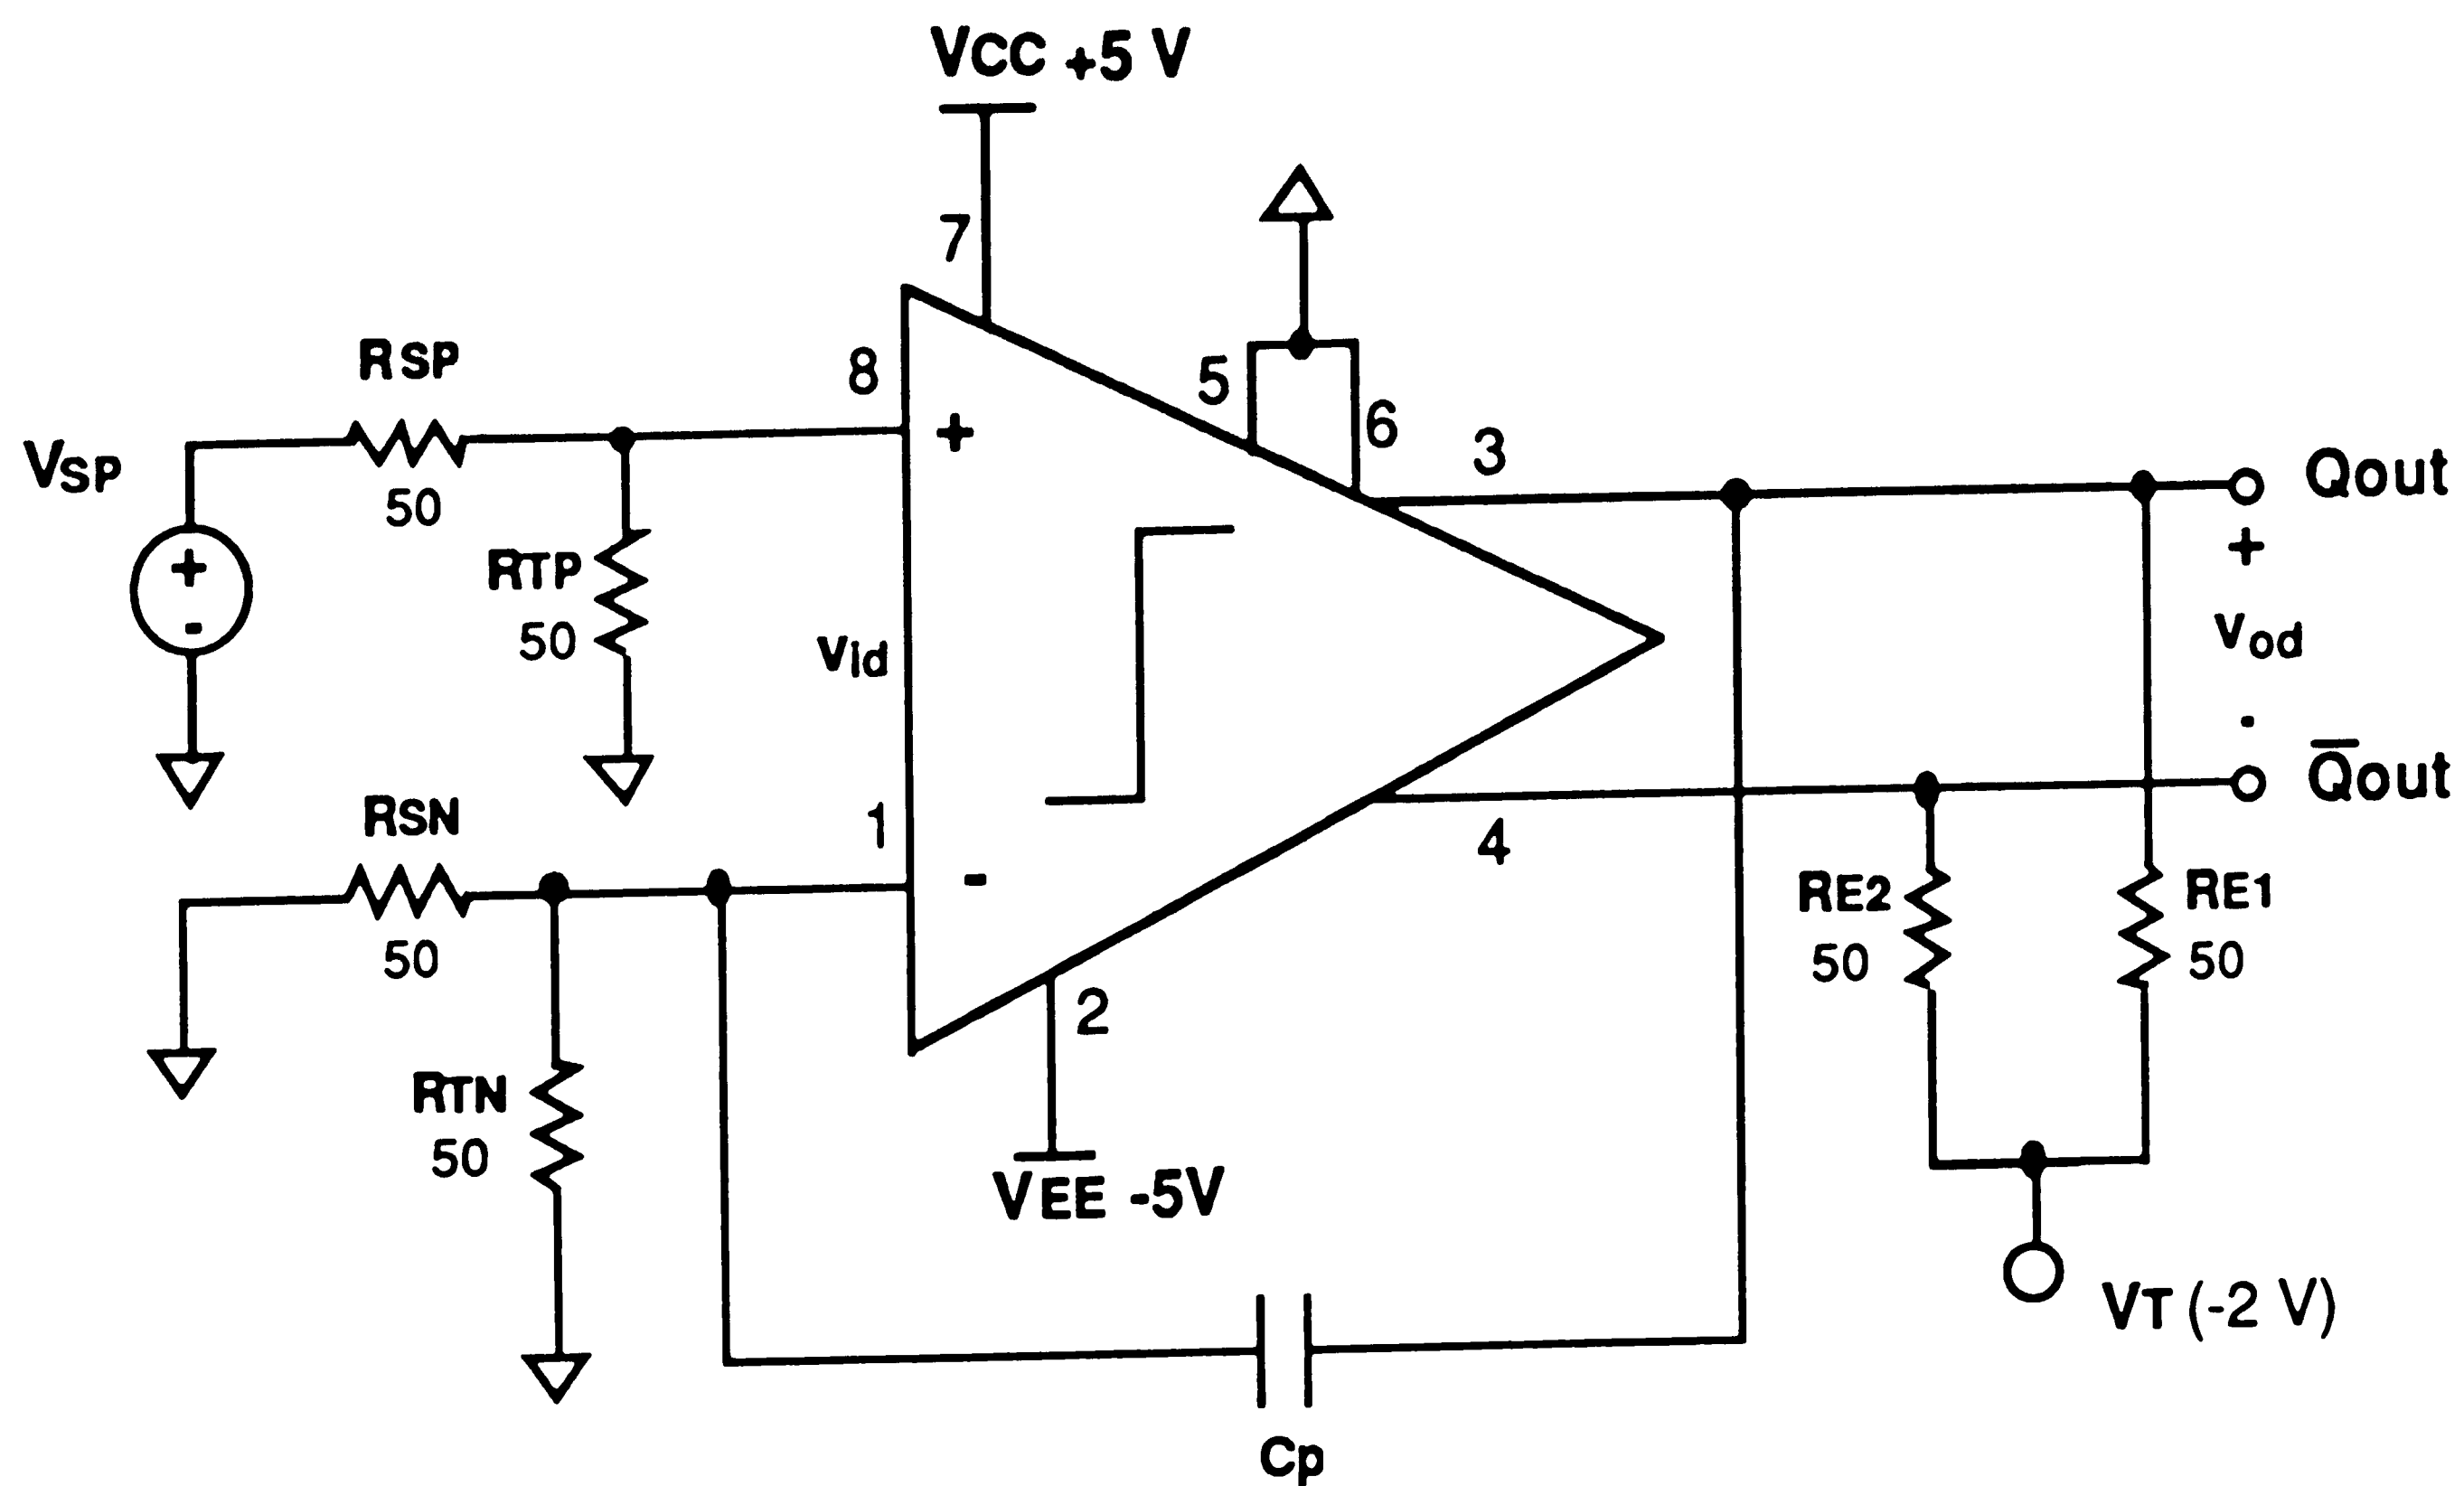 VCC +5 V
7
8
RSP
50
VSP
+
-
RTP
50
5
6
3
Qout
+
vod
-
Q̅out
+
vid
1
-
4
RSN
50
RTN
50
2
VEE -5V
RE2
50
RE1
50
VT (-2 V)
Cp